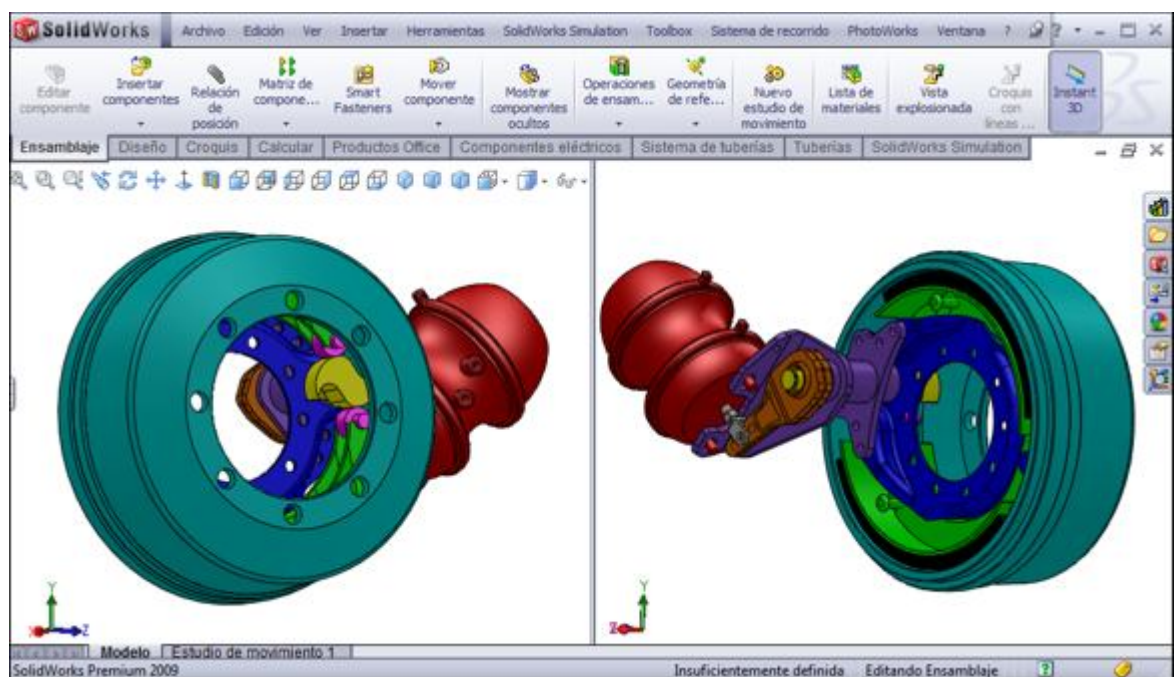 SolidWorks Archivo Edición Ver Insertar Herramientas SolidWorks Simulation Toolbox Sistema de recorrido PhotoWorks Ventana ?
Editar componente
Insertar componentes
Relación de posición
Matriz de compone...
Smart Fasteners
Mover componente
Mostrar componentes ocultos
Operaciones de ensam...
Geometría de refe...
Nuevo estudio de movimiento
Lista de materiales
Vista explosionada
Croquis con líneas ...
Instant 3D
Ensamblaje Diseño Croquis Calcular Productos Office Componentes eléctricos Sistema de tuberías Tuberías SolidWorks Simulation
Y
X Z
Y
Z
Modelo Estudio de movimiento 1
SolidWorks Premium 2009 Insuficientemente definida Editando Ensamblaje